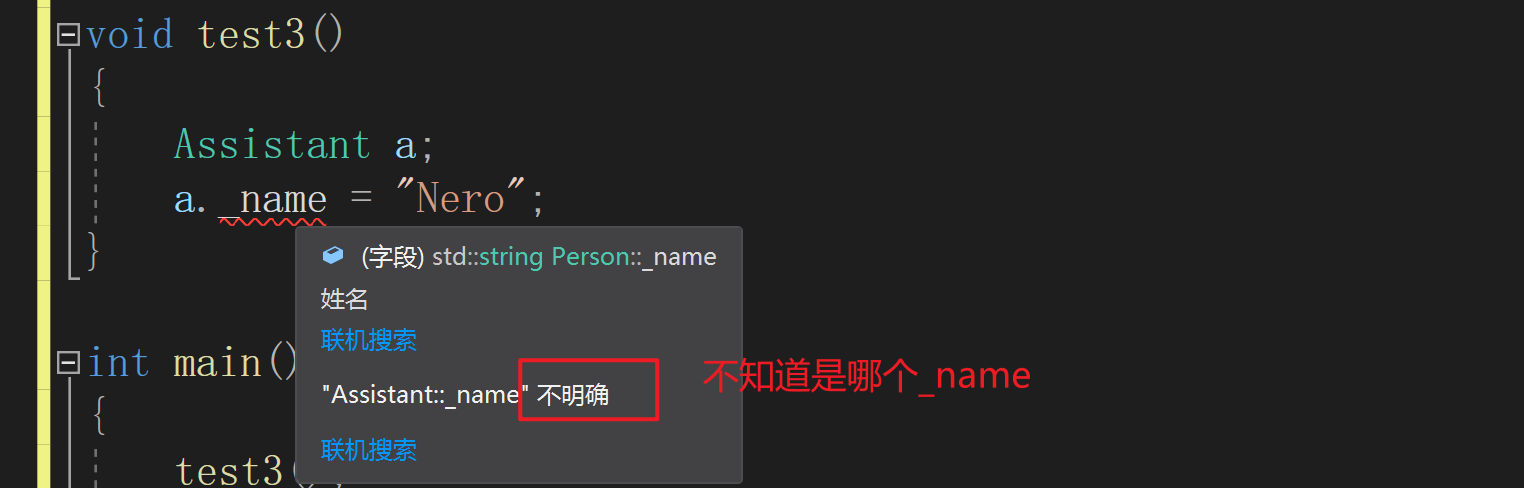 void test3()
{
Assistant a;
a._name = "Nero";
}
(字段) std::string Person::_name
姓名
联机搜索
"Assistant::_name" 不明确
不知道是哪个_name
联机搜索
int main()
{
test3();